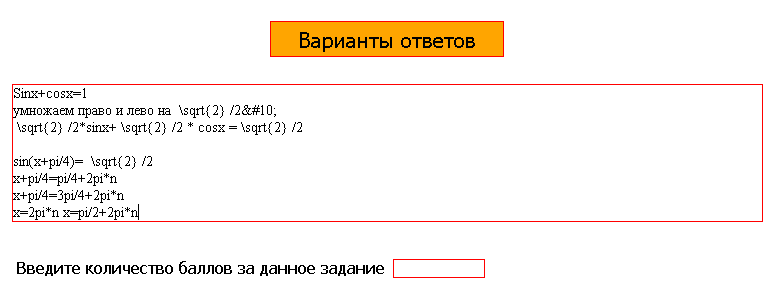 Варианты ответов
Sinx+cosx=1
умножаем право и лево на \sqrt{2} /2&#10;
\sqrt{2} /2*sinx+ \sqrt{2} /2 * cosx = \sqrt{2} /2
sin(x+pi/4)= \sqrt{2} /2
x+pi/4=pi/4+2pi*n
x+pi/4=3pi/4+2pi*n
x=2pi*n x=pi/2+2pi*n
Введите количество баллов за данное задание